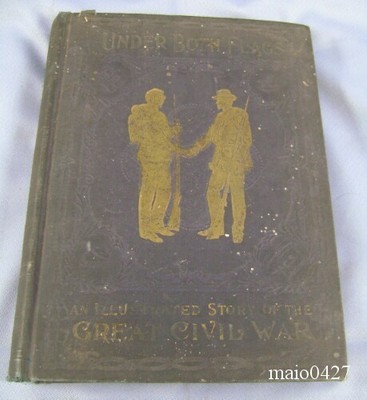 UNDER BOTH FLAGS
AN ILLUSTRATED STORY OF THE
GREAT CIVIL WAR
maio0427